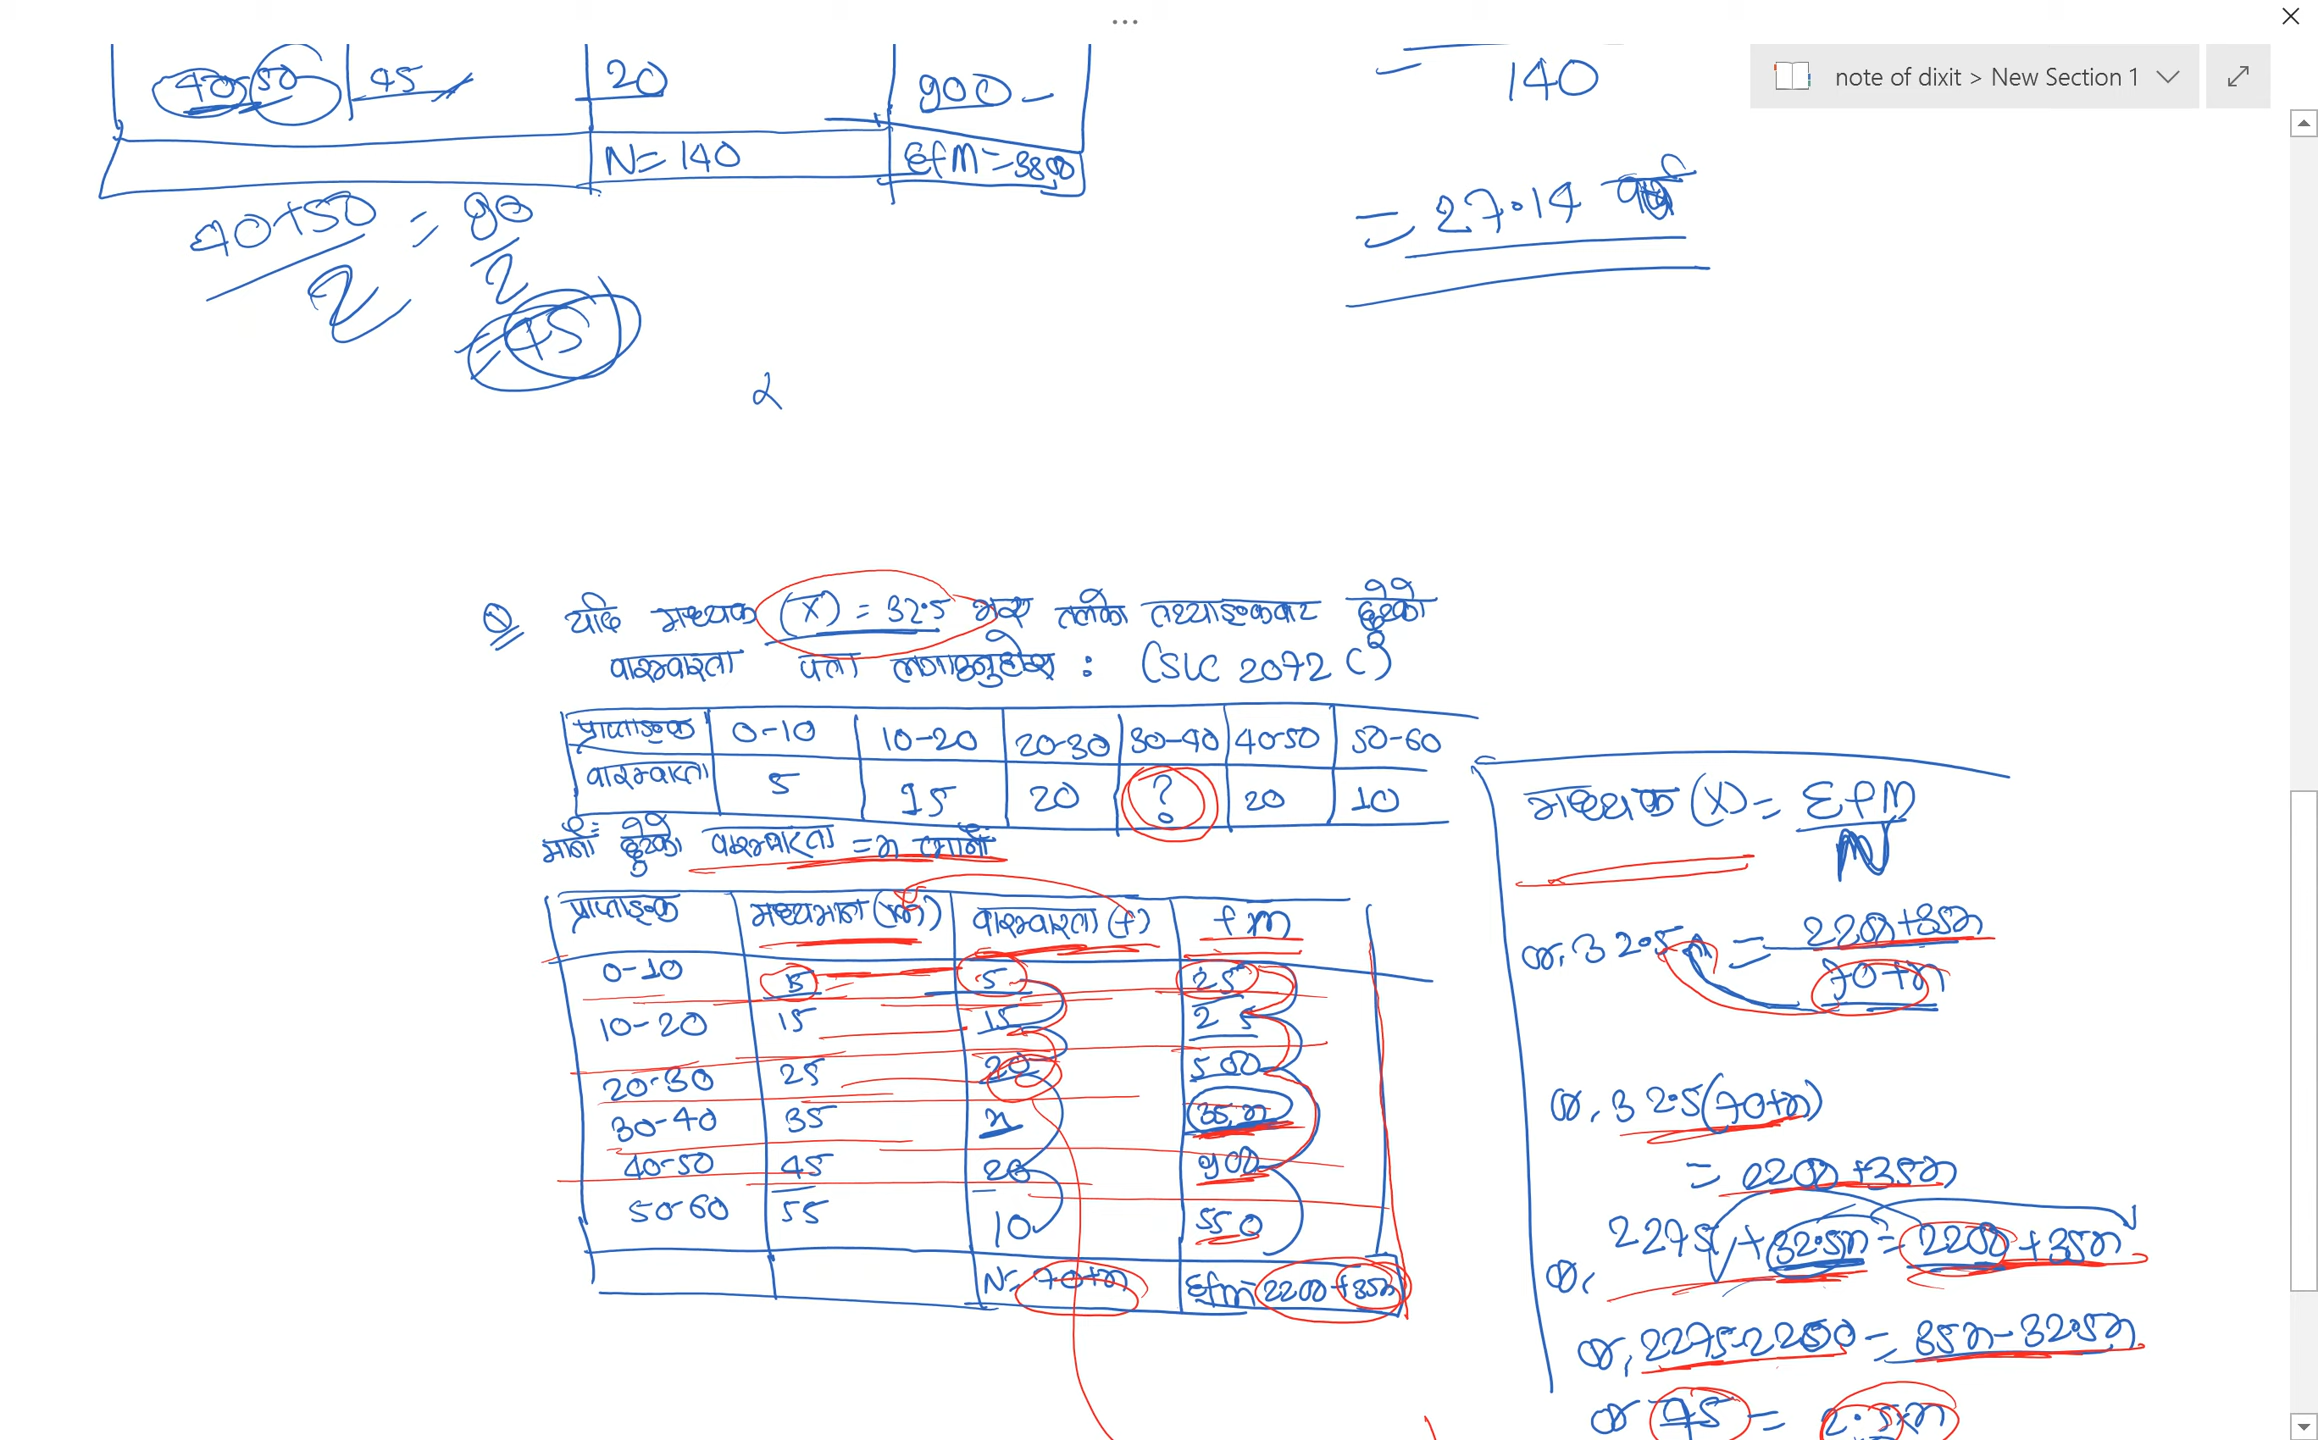 ...
note of dixit > New Section 1
40-50 45 20 900
N=140 Σfm=3800
= 140
= 27.14 वर्ष
40+50 = 90
2 2
=45
Q यदि मध्यक (X) = 32.5 भए तलको तथ्याङ्कबाट छुटेको
बारम्बारता पत्ता लगाउनुहोस : (SLC 2072 C)
प्राप्ताङ्क 0-10 10-20 20-30 30-40 40-50 50-60
बारम्बारता 5 15 20 ? 20 10
मानौ छुटेको बारम्बारता =x मानौ
प्राप्ताङ्क मध्यमान (m) बारम्बारता (f) fm
0-10 5 5 25
10-20 15 15 2 5
20-30 25 20 500
30-40 35 x 35x
40-50 45 20 900
50-60 55 10 550
N= 70+x Σfm=2200+35x
मध्यक (X) = Σfm
N
or, 32.5 = 2200+35x
70+x
or, 32.5(70+x)
= 2200+35x
or, 2275+32.5x=2200+35x
or, 2275-2200= 35x-32.5x
or 75 = 2.5x